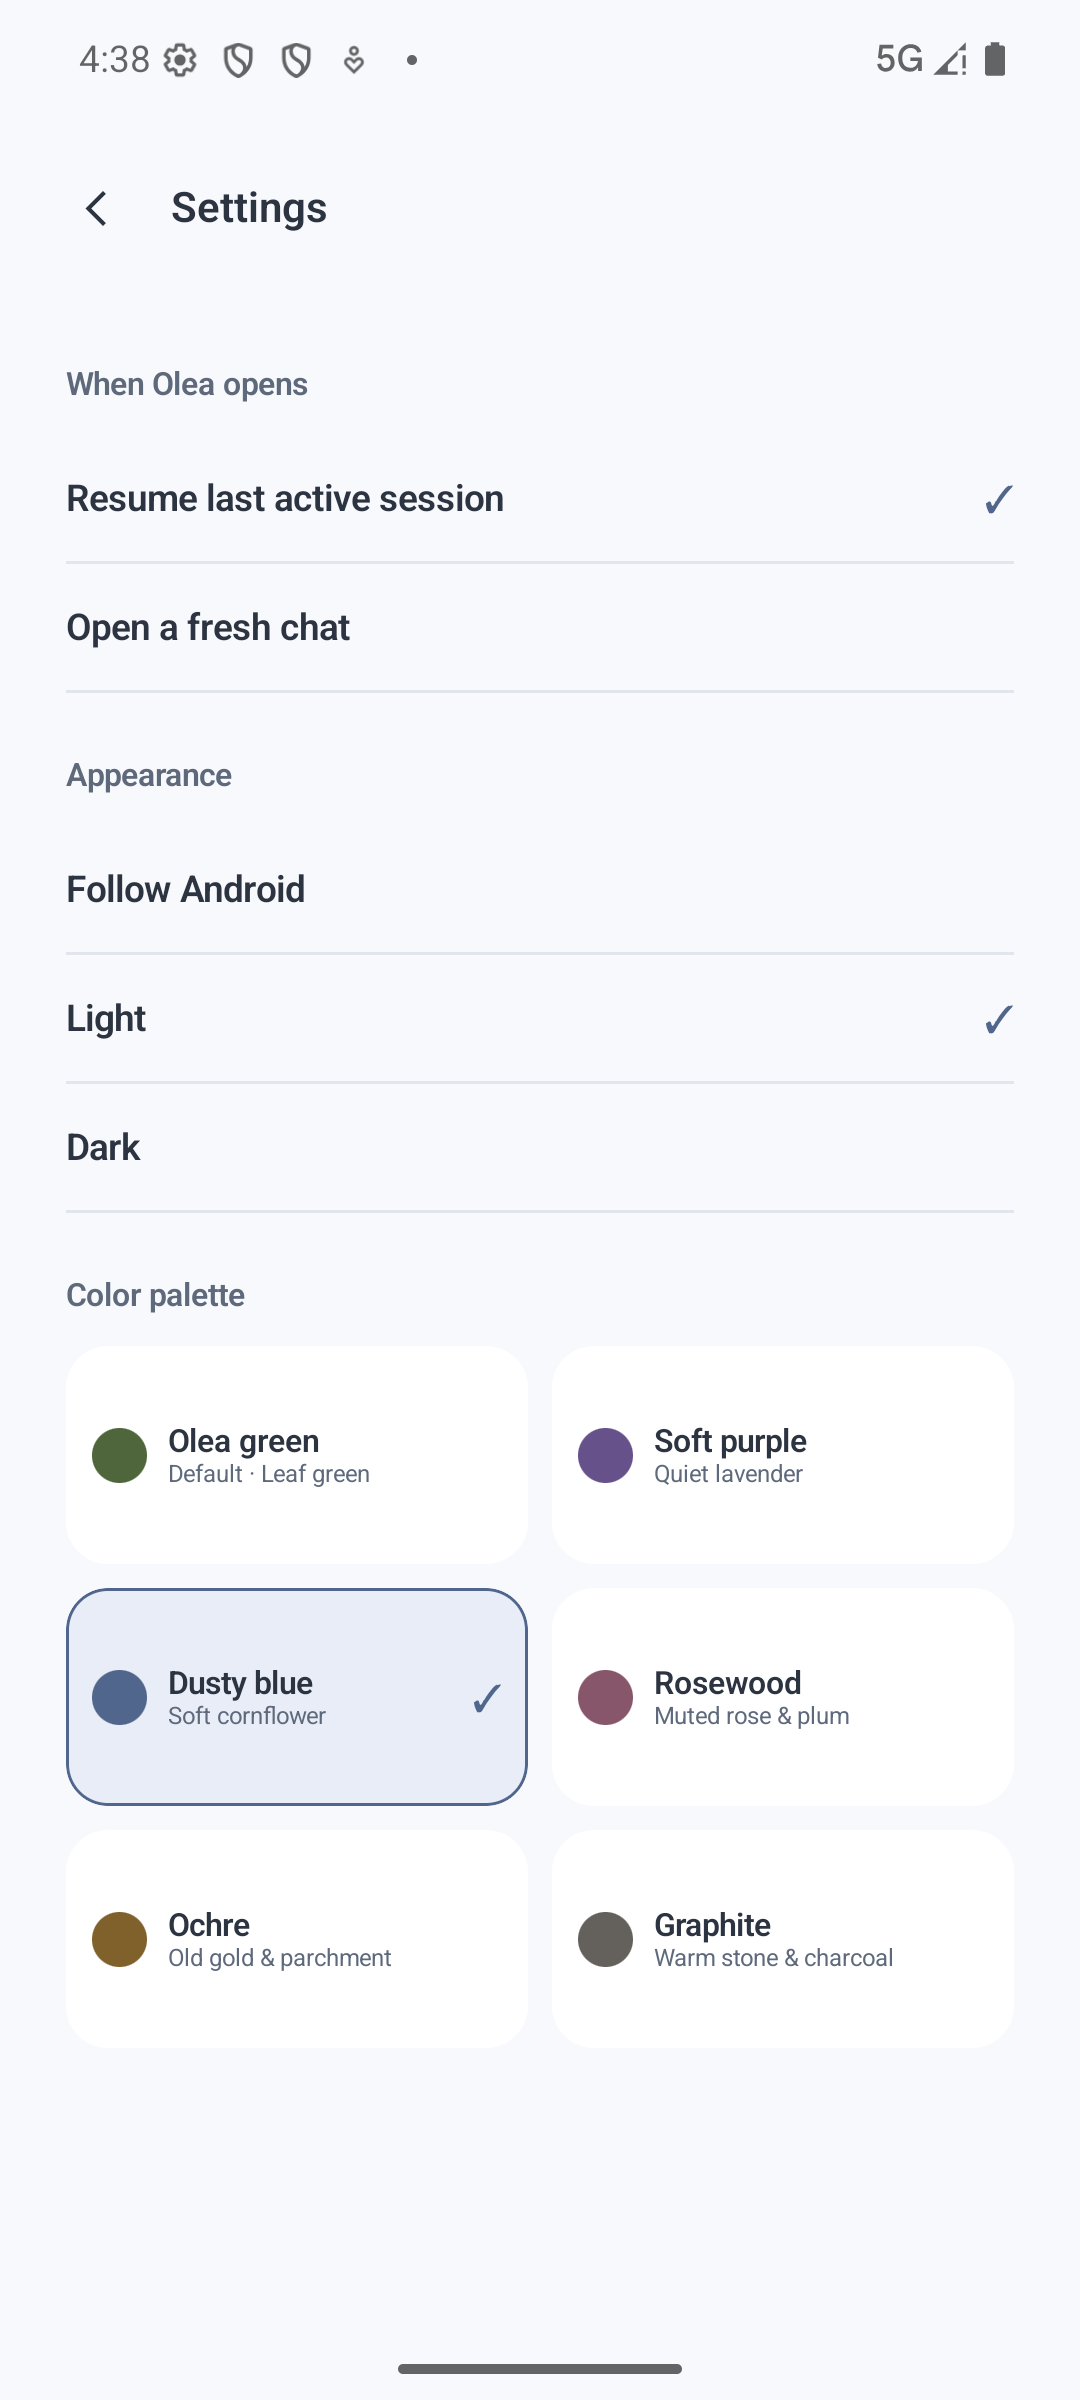 4:38
5G
Settings
When Olea opens
Resume last active session
✓
Open a fresh chat
Appearance
Follow Android
Light
✓
Dark
Color palette
Olea green
Default · Leaf green
Soft purple
Quiet lavender
Dusty blue
Soft cornflower
✓
Rosewood
Muted rose & plum
Ochre
Old gold & parchment
Graphite
Warm stone & charcoal